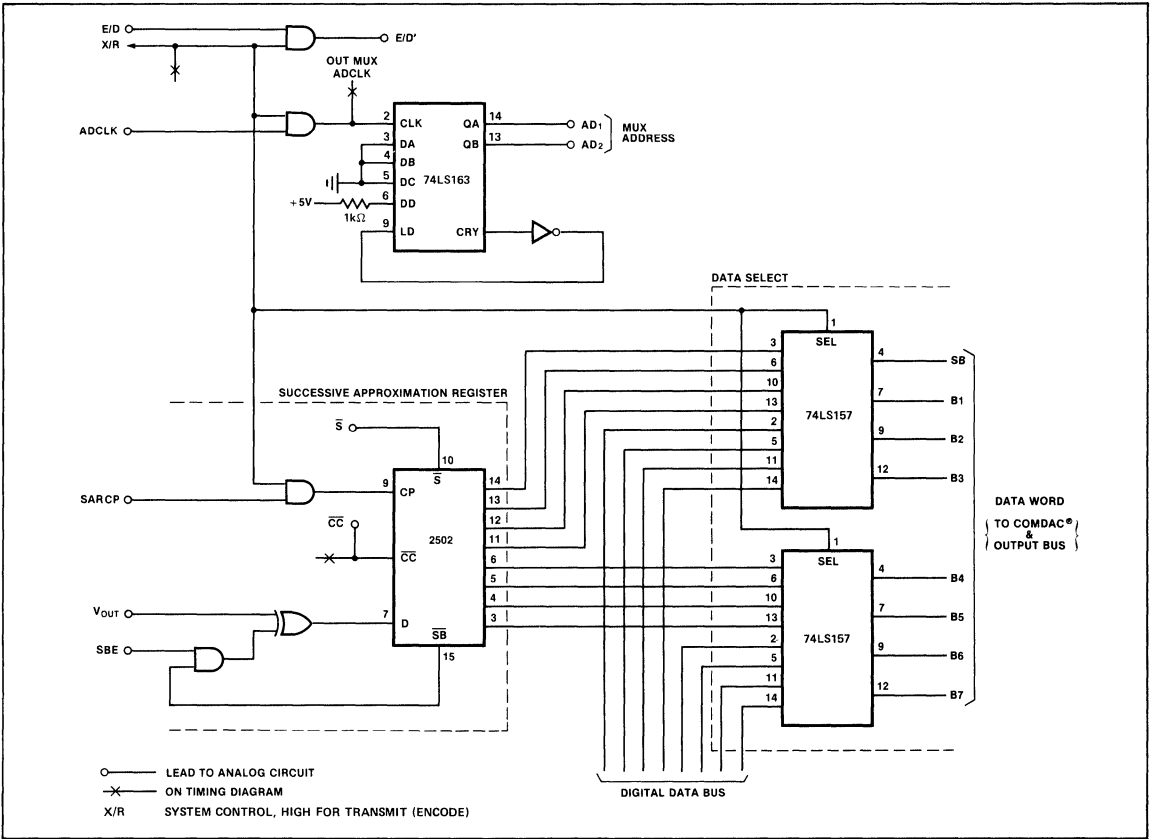 E/D
X/R
E/D'
OUT MUX
ADCLK
ADCLK
2 CLK QA 14 AD1
3 DA QB 13 AD2
MUX
ADDRESS
4 DB
5 DC
74LS163
+5V 6 DD
1kΩ
9 LD CRY
DATA SELECT
1
SEL
3
6
10
13
2
5
11
14
74LS157
4 SB
7 B1
9 B2
12 B3
SUCCESSIVE APPROXIMATION REGISTER
S̅
10
S̅
SARCP
9 CP
C̅C̅
C̅C̅
2502
14
13
12
11
6
5
4
3
VOUT
7 D
S̅B̅
15
SBE
1
SEL
3
6
10
13
2
5
11
14
74LS157
4 B4
7 B5
9 B6
12 B7
DATA WORD
TO COMDAC®
&
OUTPUT BUS
DIGITAL DATA BUS
LEAD TO ANALOG CIRCUIT
ON TIMING DIAGRAM
X/R SYSTEM CONTROL, HIGH FOR TRANSMIT (ENCODE)